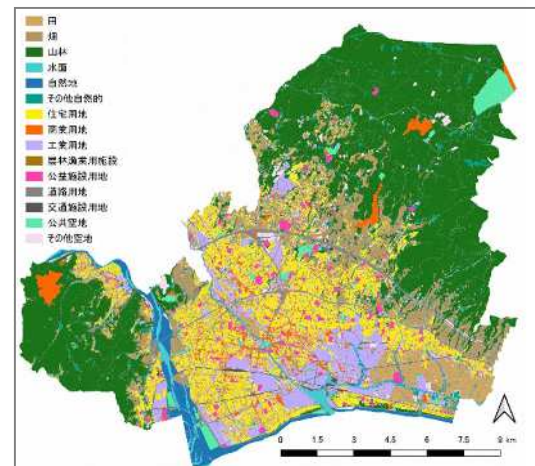 田
畑
山林
水面
自然地
その他自然的
住宅用地
商業用地
工業用地
農林漁業用施設
公益施設用地
道路用地
交通施設用地
公共空地
その他空地
0 1.5 3 4.5 6 7.5 9 km